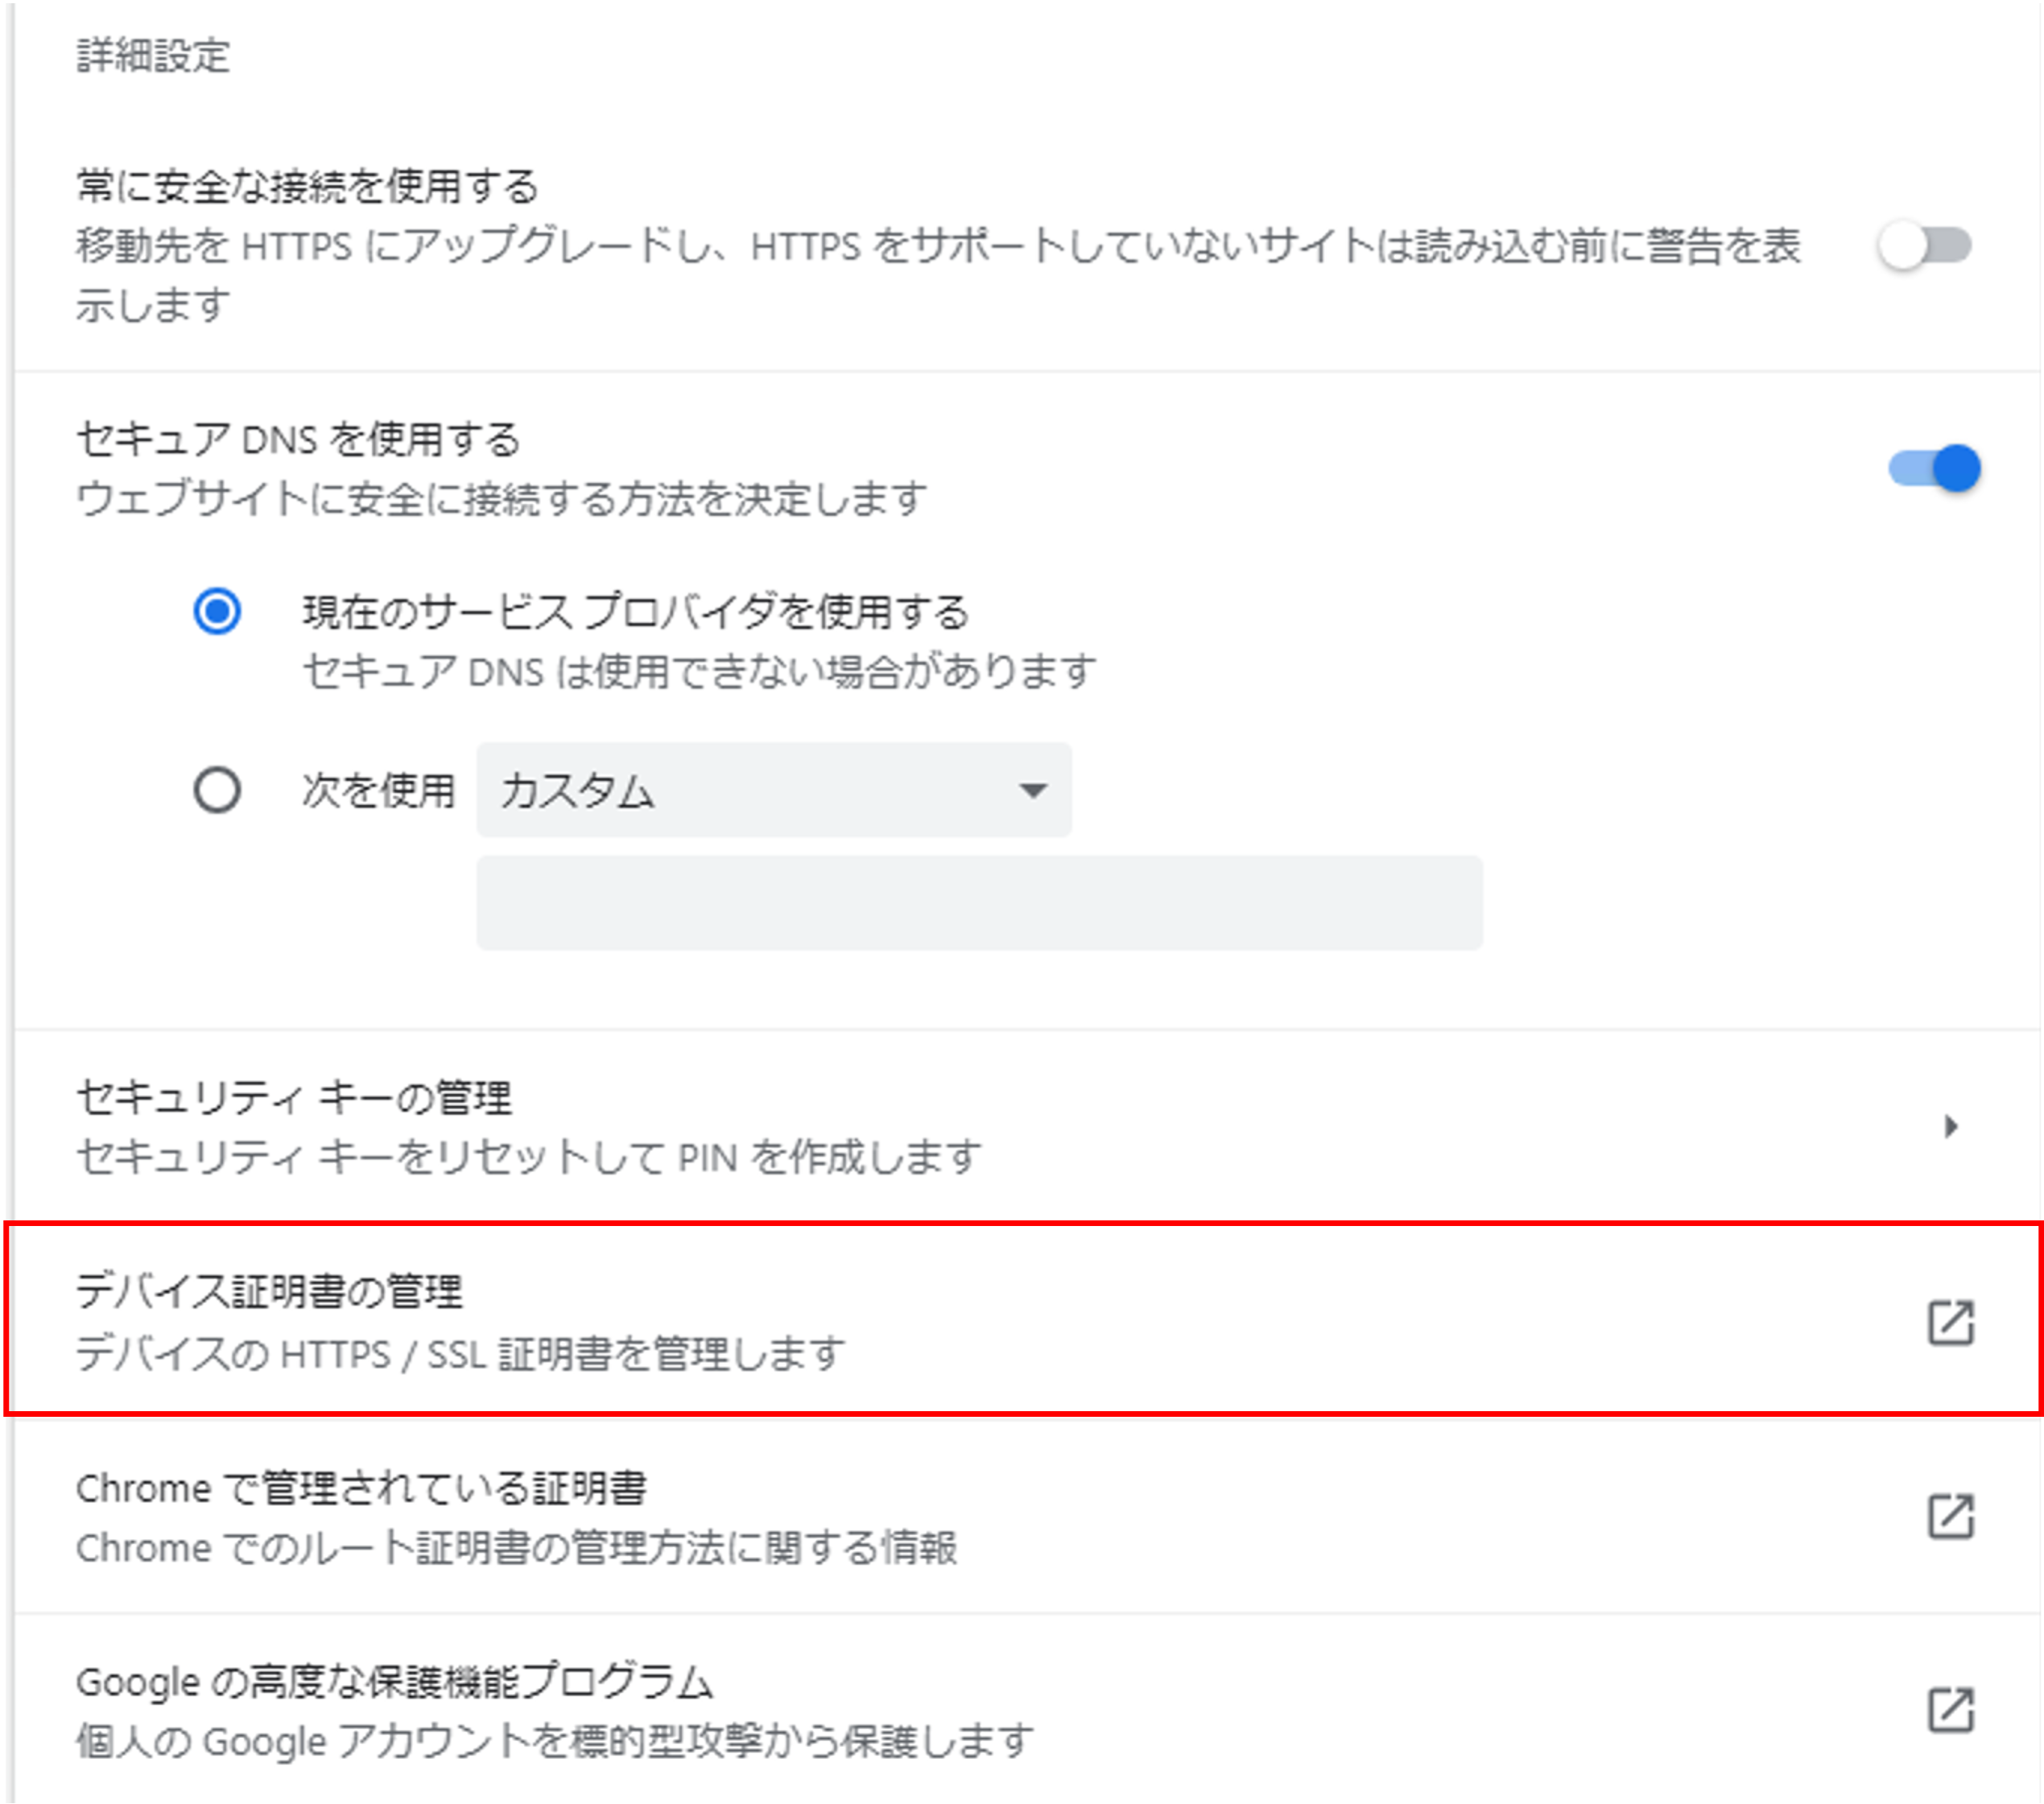 詳細設定
常に安全な接続を使用する
移動先を HTTPS にアップグレードし、HTTPS をサポートしていないサイトは読み込む前に警告を表
示します
セキュア DNS を使用する
ウェブサイトに安全に接続する方法を決定します
現在のサービス プロバイダを使用する
セキュア DNS は使用できない場合があります
次を使用 カスタム
セキュリティ キーの管理
セキュリティ キーをリセットして PIN を作成します
デバイス証明書の管理
デバイスの HTTPS / SSL 証明書を管理します
Chrome で管理されている証明書
Chrome でのルート証明書の管理方法に関する情報
Google の高度な保護機能プログラム
個人の Google アカウントを標的型攻撃から保護します